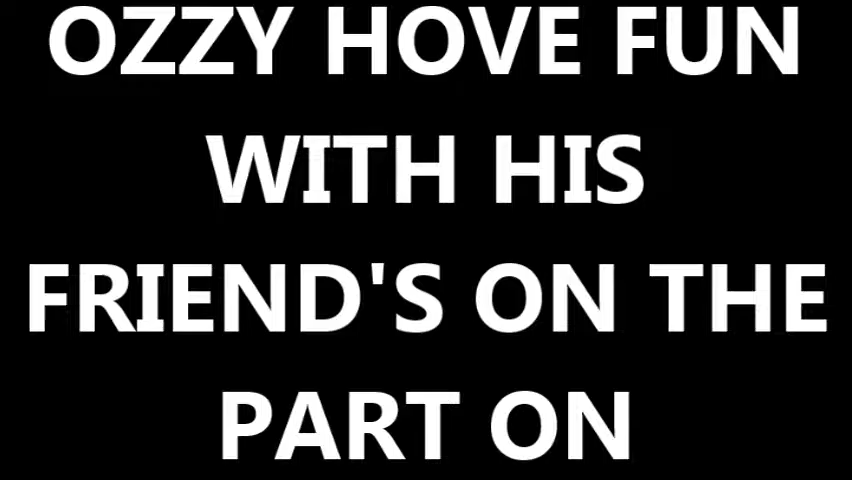 OZZY HOVE FUN
WITH HIS
FRIEND'S ON THE
PART ON